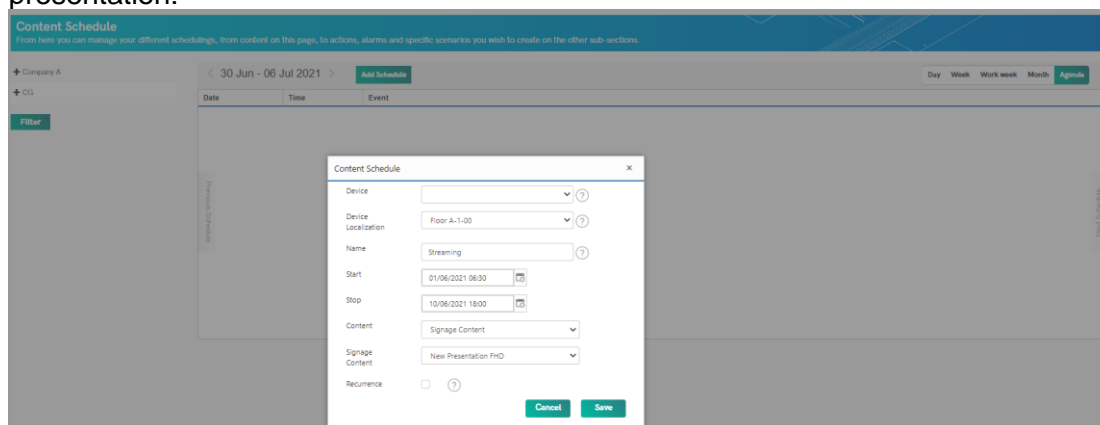 presentation.
Content Schedule
From here you can manage your different schedulings, from content on this page, to actions, alarms and specific scenarios you wish to create on the other sub-sections.
+ Company A
+ CG
Filter
< 30 Jun - 06 Jul 2021 >
Add Schedule
Day Week Work week Month Agenda
Date Time Event
Previous Schedule
Next Schedule
Content Schedule ×
Device ?
Device Localization Floor A-1-00 ?
Name Streaming ?
Start 01/06/2021 06:30
Stop 10/06/2021 18:00
Content Signage Content
Signage Content New Presentation FHD
Recurrence ?
Cancel Save